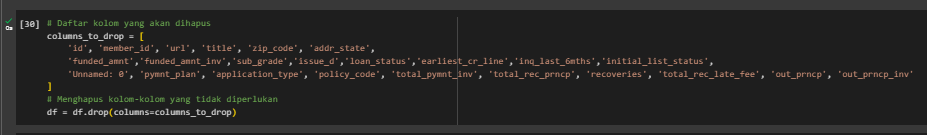 [30] # Daftar kolom yang akan dihapus
columns_to_drop = [
'id', 'member_id', 'url', 'title', 'zip_code', 'addr_state',
'funded_amnt','funded_amnt_inv','sub_grade','issue_d','loan_status','earliest_cr_line','inq_last_6mths','initial_list_status',
'Unnamed: 0', 'pymnt_plan', 'application_type', 'policy_code', 'total_pymnt_inv', 'total_rec_prncp', 'recoveries', 'total_rec_late_fee', 'out_prncp', 'out_prncp_inv'
]
# Menghapus kolom-kolom yang tidak diperlukan
df = df.drop(columns=columns_to_drop)
0s